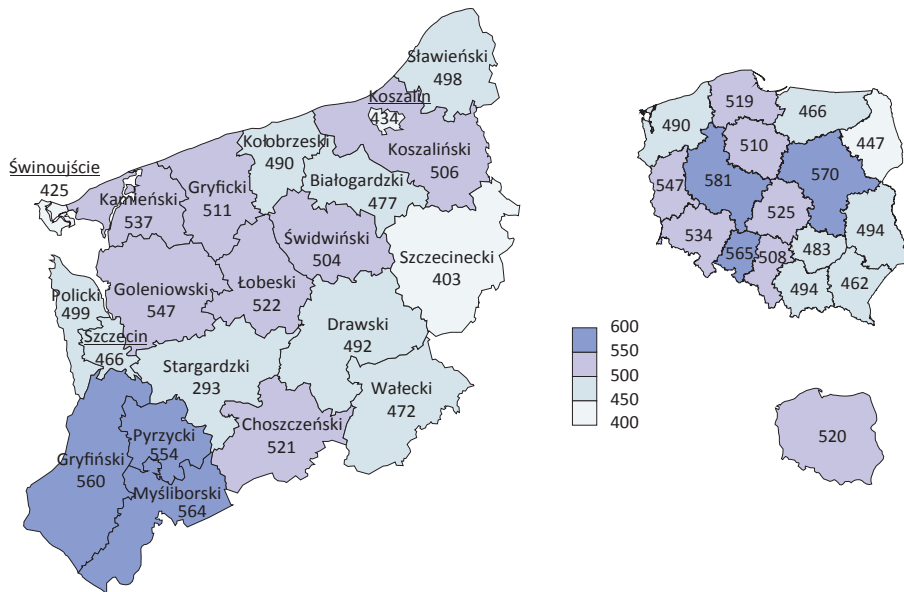 Sławieński
498
Koszalin
434
Kołobrzeski
490
Koszaliński
506
Świnoujście
425
Białogardzki
477
Kamieński
537
Gryficki
511
Świdwiński
504
Szczecinecki
403
Policki
499
Goleniowski
547
Łobeski
522
Drawski
492
Szczecin
466
Stargardzki
293
Wałecki
472
Choszczeński
521
Pyrzycki
554
Gryfiński
560
Myśliborski
564
519
466
490
447
510
547
581
570
525
534
494
565
508
483
494
462
600
550
500
450
400
520